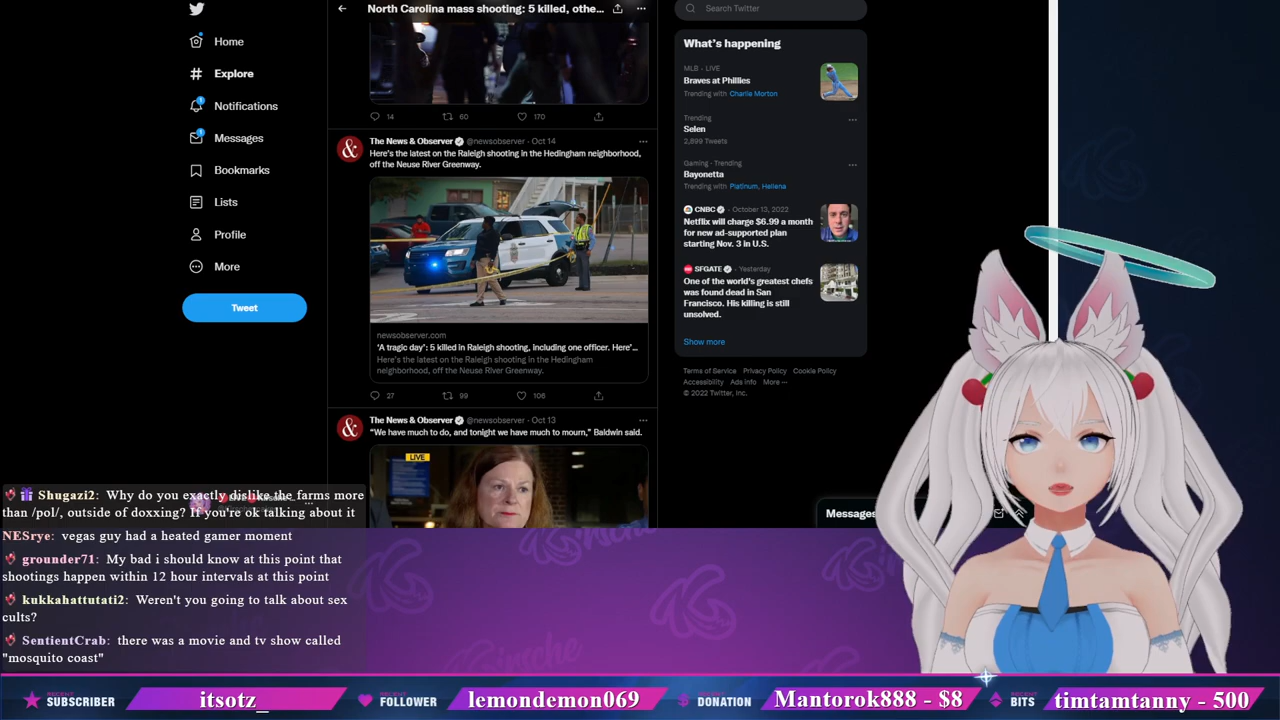 Home
Explore
Notifications
Messages
Bookmarks
Lists
Profile
More
Tweet
North Carolina mass shooting: 5 killed, othe...
14
60
170
The News & Observer @newsobserver · Oct 14
Here's the latest on the Raleigh shooting in the Hedingham neighborhood,
off the Neuse River Greenway.
newsobserver.com
'A tragic day': 5 killed in Raleigh shooting, including one officer. Here'...
Here's the latest on the Raleigh shooting in the Hedingham
neighborhood, off the Neuse River Greenway.
27
99
106
The News & Observer @newsobserver · Oct 13
"We have much to do, and tonight we have much to mourn," Baldwin said.
LIVE
Search Twitter
What's happening
MLB · LIVE
Braves at Phillies
Trending with Charlie Morton
Trending
Selen
2,899 Tweets
Gaming · Trending
Bayonetta
Trending with Platinum, Hellena
CNBC · October 13, 2022
Netflix will charge $6.99 a month
for new ad-supported plan
starting Nov. 3 in U.S.
SFGATE · Yesterday
One of the world's greatest chefs
was found dead in San
Francisco. His killing is still
unsolved.
Show more
Terms of Service Privacy Policy Cookie Policy
Accessibility Ads info More ···
© 2022 Twitter, Inc.
Messages
Shugazi2: Why do you exactly dislike the farms more
than /pol/, outside of doxxing? If you're ok talking about it
NESrye: vegas guy had a heated gamer moment
grounder71: My bad i should know at this point that
shootings happen within 12 hour intervals at this point
kukkahattutati2: Weren't you going to talk about sex
cults?
SentientCrab: there was a movie and tv show called
"mosquito coast"
RECENT
SUBSCRIBER
itsotz_
RECENT
FOLLOWER
lemondemon069
RECENT
DONATION
Mantorok888 - $8
RECENT
BITS
timtamtanny - 500